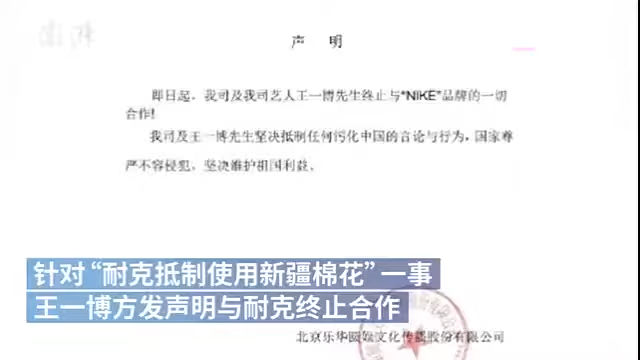 声 明
即日起，我司及我司艺人王一博先生终止与“NIKE”品牌的一切
合作!
我司及王一博先生坚决抵制任何污化中国的言论与行为，国家尊
严不容侵犯，坚决维护祖国利益。
针对“耐克抵制使用新疆棉花”一事
王一博方发声明与耐克终止合作
北京乐华圆娱文化传播股份有限公司